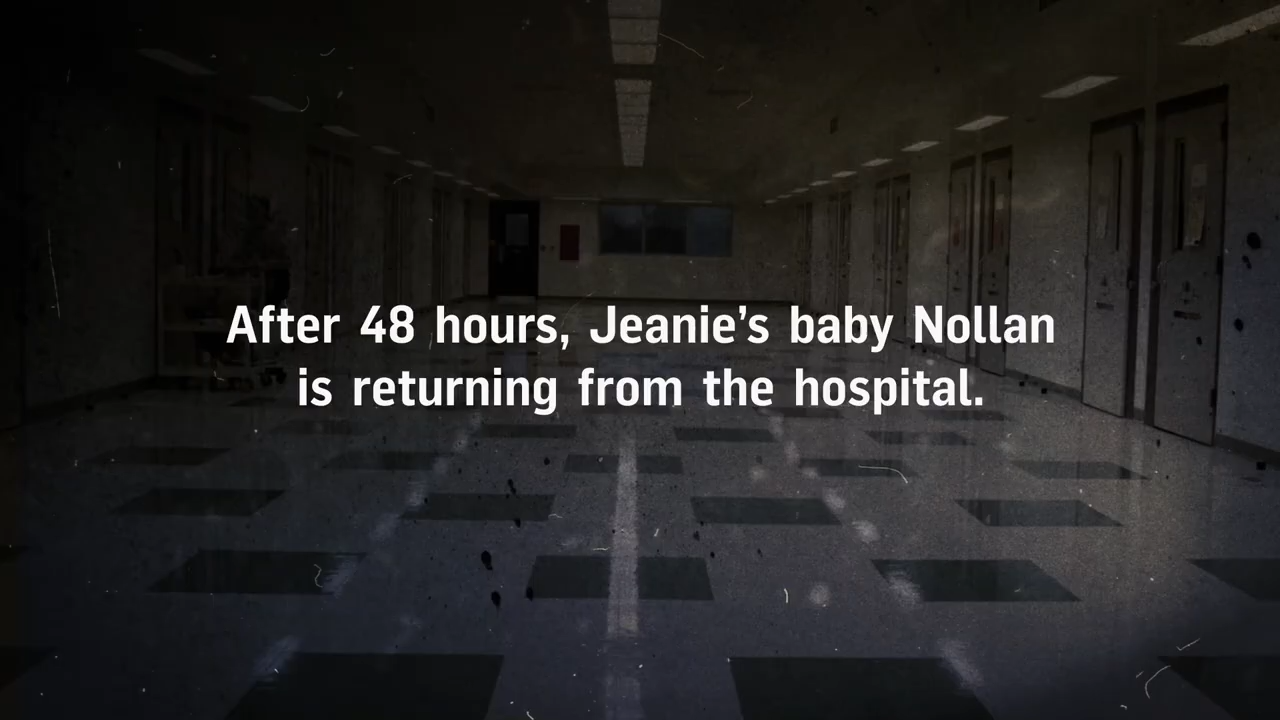 After 48 hours, Jeanie’s baby Nollan
is returning from the hospital.